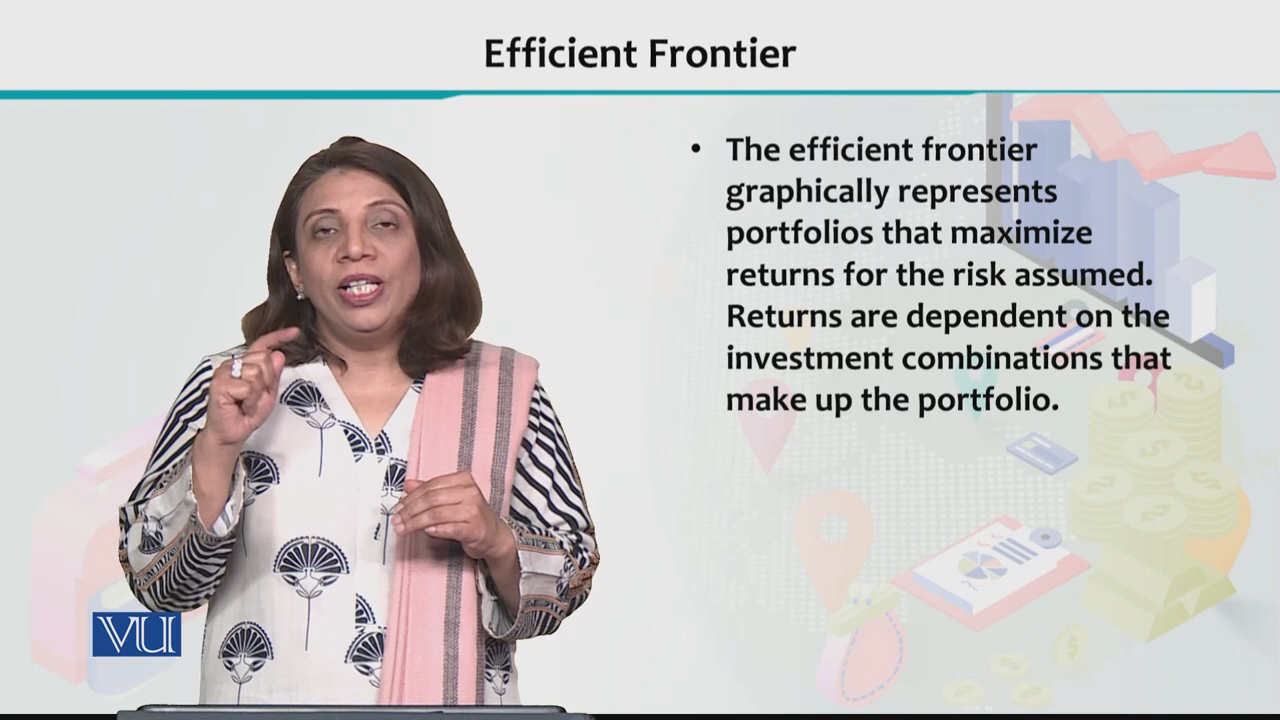 Efficient Frontier
• The efficient frontier
graphically represents
portfolios that maximize
returns for the risk assumed.
Returns are dependent on the
investment combinations that
make up the portfolio.
VU